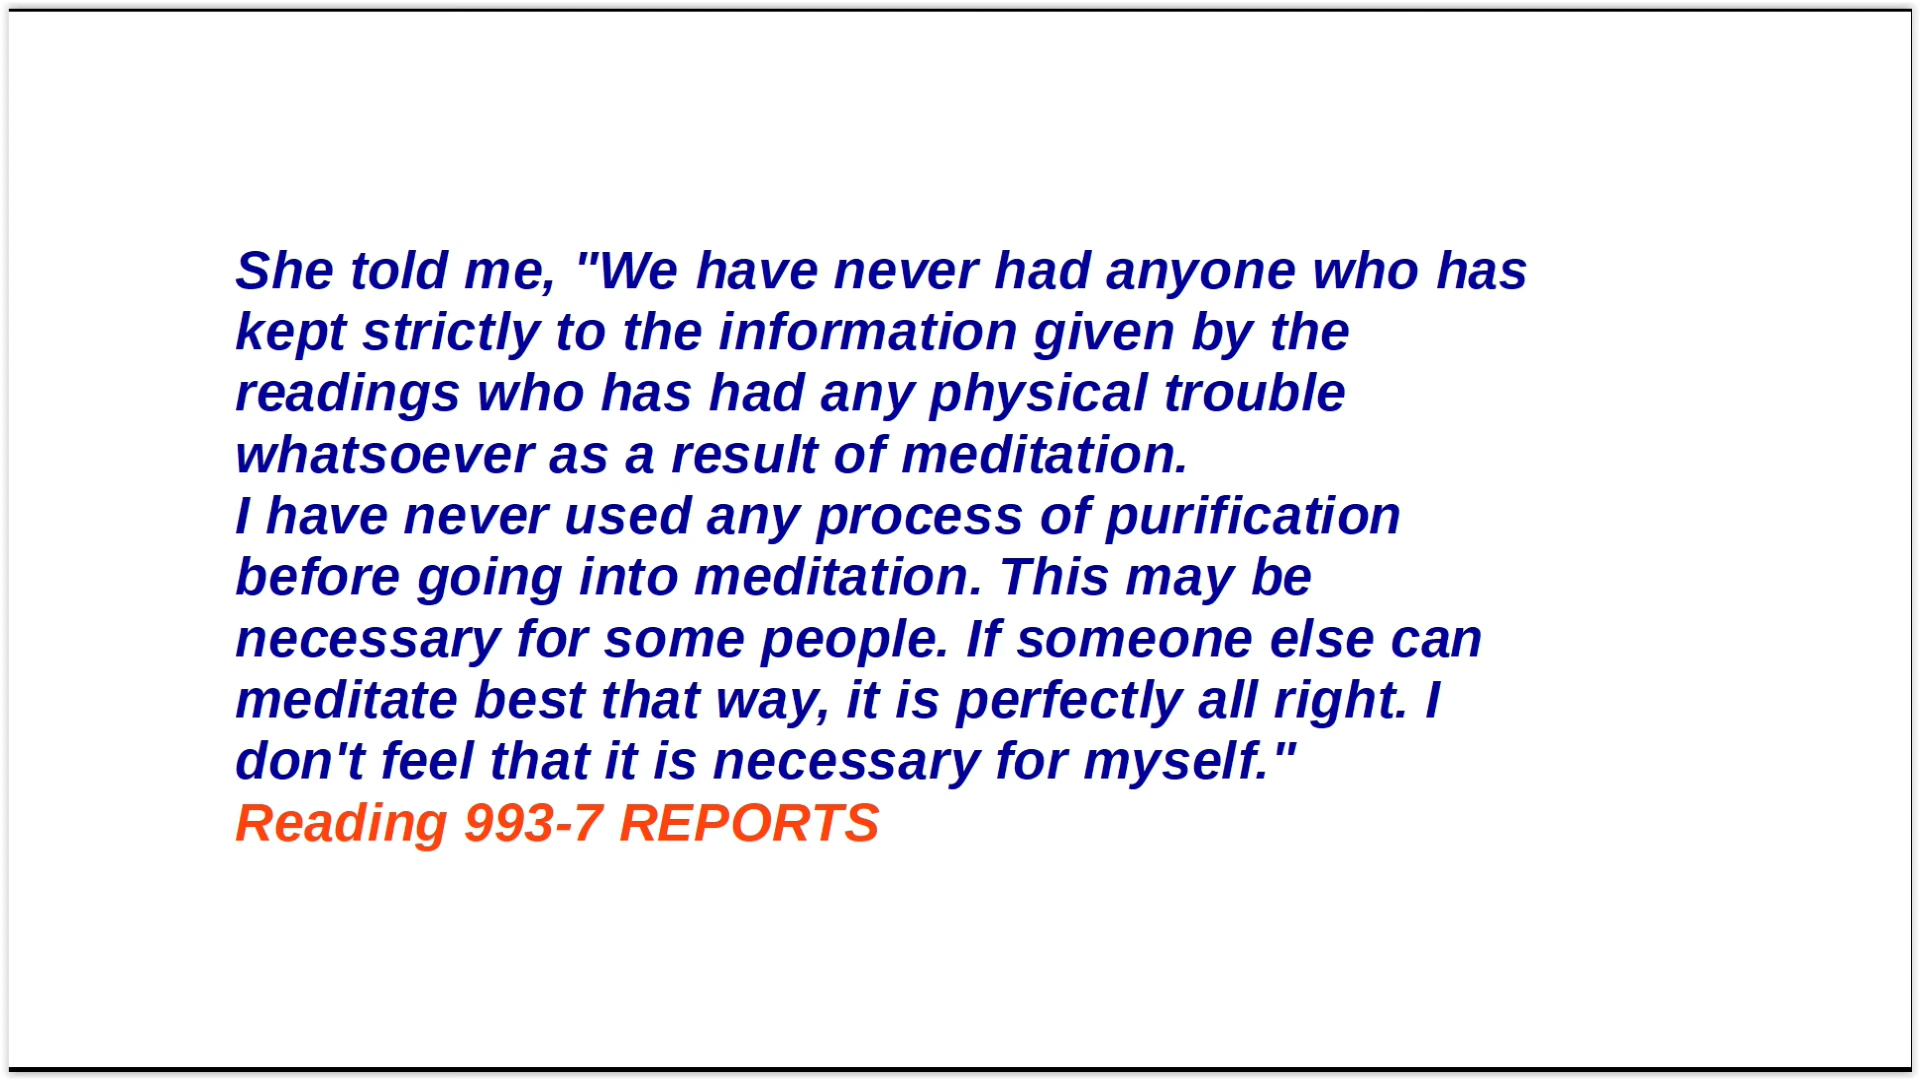 She told me, "We have never had anyone who has
kept strictly to the information given by the
readings who has had any physical trouble
whatsoever as a result of meditation.
I have never used any process of purification
before going into meditation. This may be
necessary for some people. If someone else can
meditate best that way, it is perfectly all right. I
don't feel that it is necessary for myself."
Reading 993-7 REPORTS